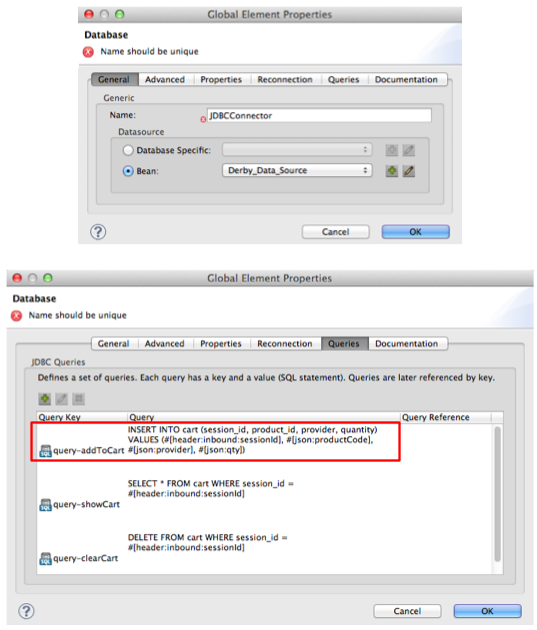 Global Element Properties
Database
Name should be unique
General Advanced Properties Reconnection Queries Documentation
Generic
Name: JDBCConnector
Datasource
Database Specific:
Bean: Derby_Data_Source
? Cancel OK
Global Element Properties
Database
Name should be unique
General Advanced Properties Reconnection Queries Documentation
JDBC Queries
Defines a set of queries. Each query has a key and a value (SQL statement). Queries are later referenced by key.
Query Key Query Query Reference
INSERT INTO cart (session_id, product_id, provider, quantity)
VALUES (#[header:inbound:sessionId], #[json:productCode],
SQL query-addToCart #[json:provider], #[json:qty])
SELECT * FROM cart WHERE session_id =
#[header:inbound:sessionId]
SQL query-showCart
DELETE FROM cart WHERE session_id =
#[header:inbound:sessionId]
SQL query-clearCart
? Cancel OK